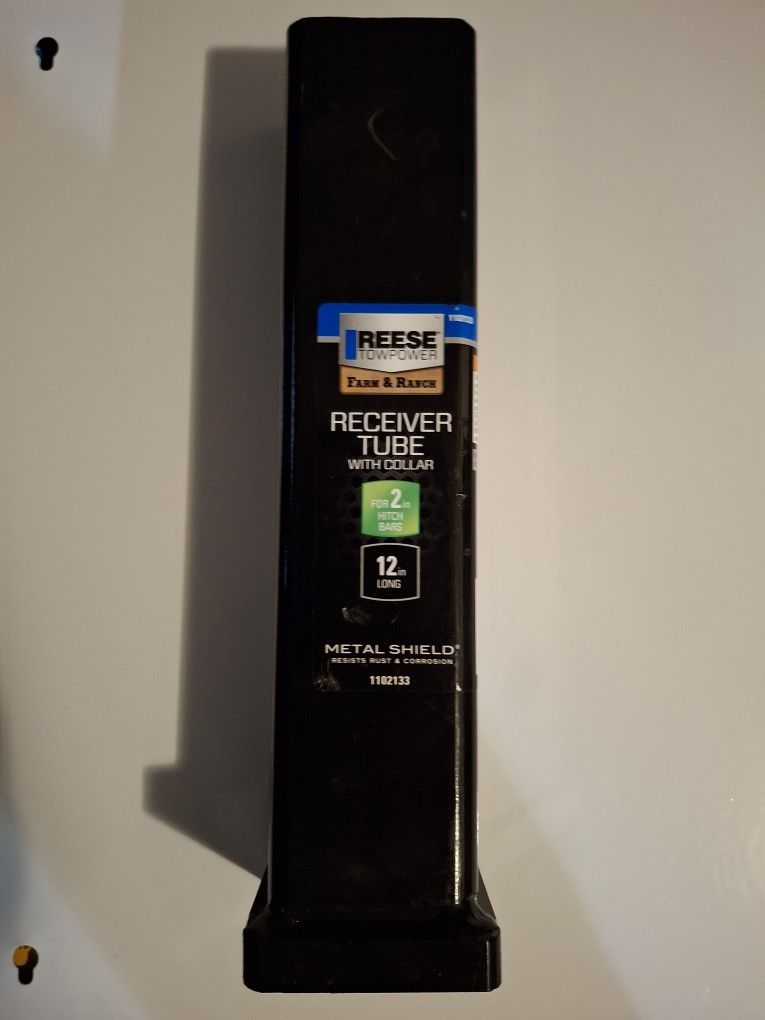 REESE
TOWPOWER
FARM & RANCH
RECEIVER
TUBE
WITH COLLAR
FOR 2 in
HITCH
BARS
12 in
LONG
METAL SHIELD®
RESISTS RUST & CORROSION
1102133